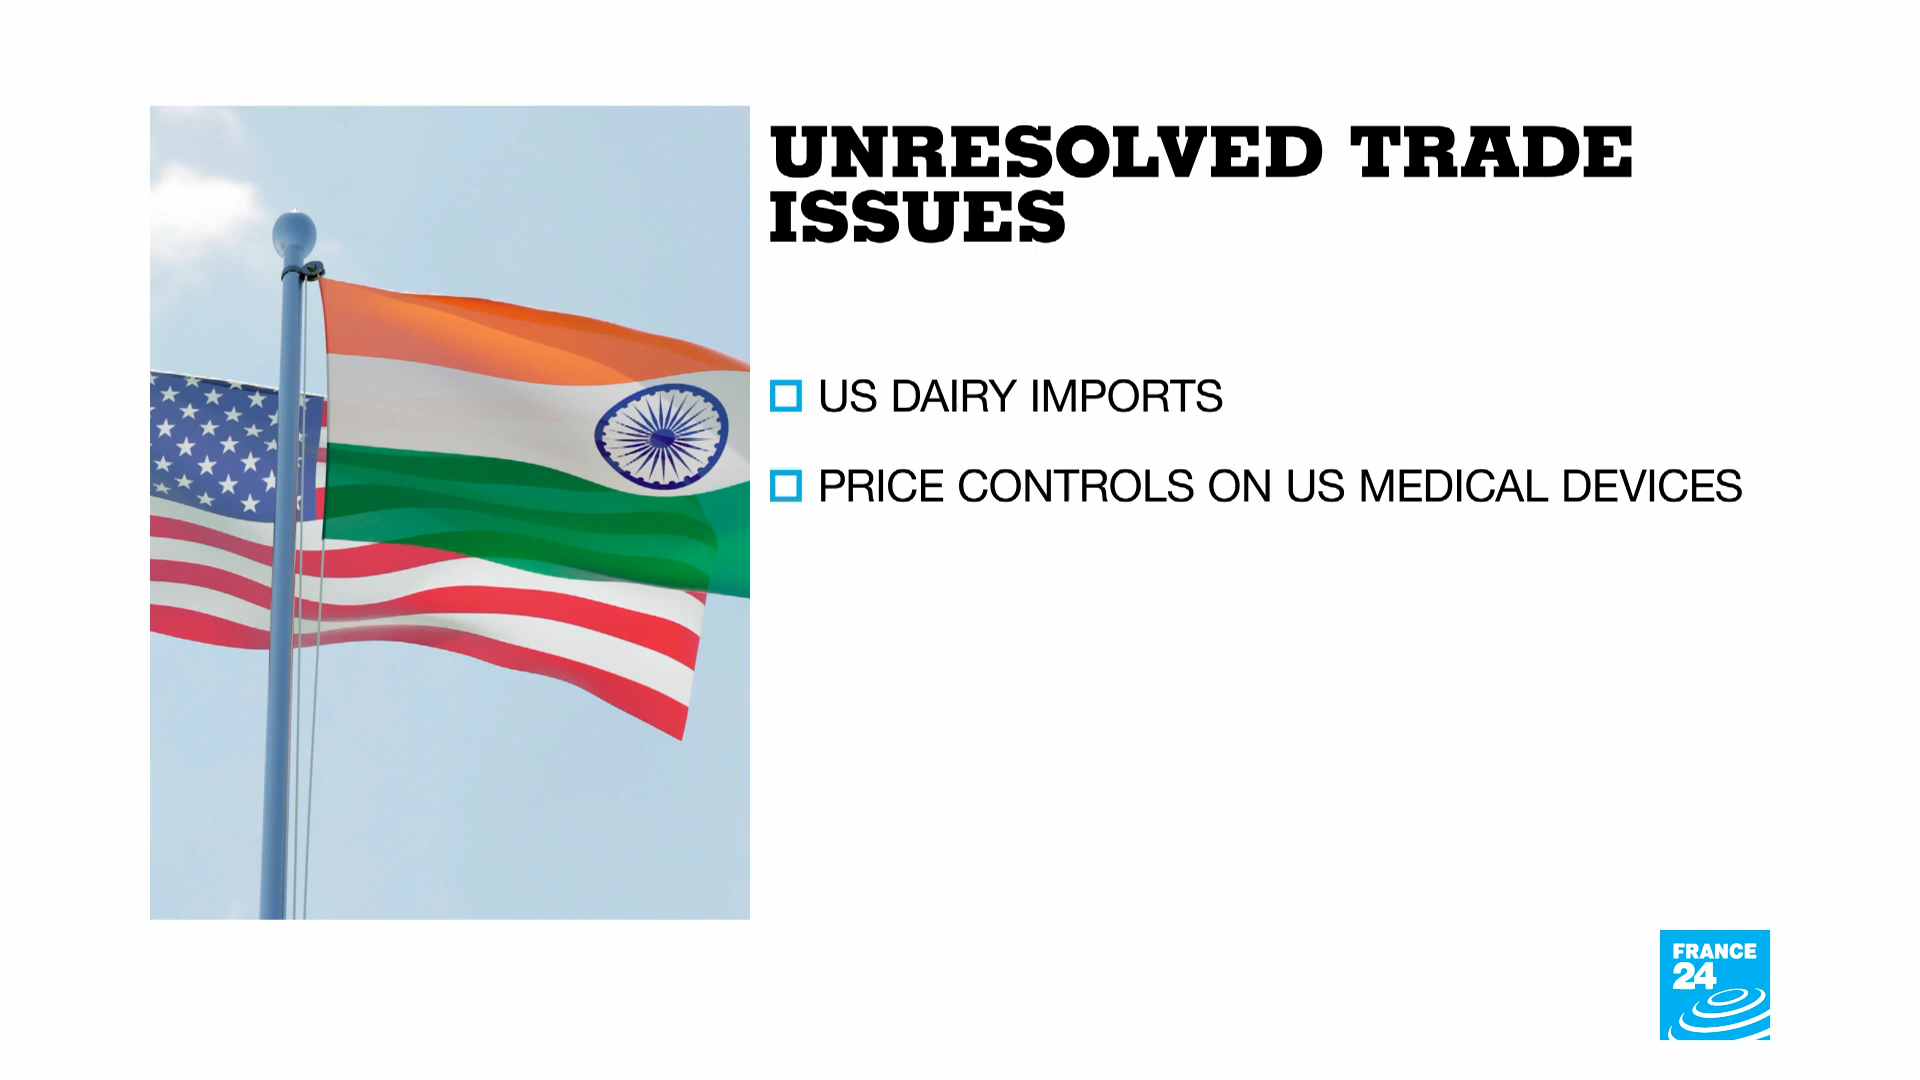 UNRESOLVED TRADE
ISSUES
US DAIRY IMPORTS
PRICE CONTROLS ON US MEDICAL DEVICES
FRANCE
24